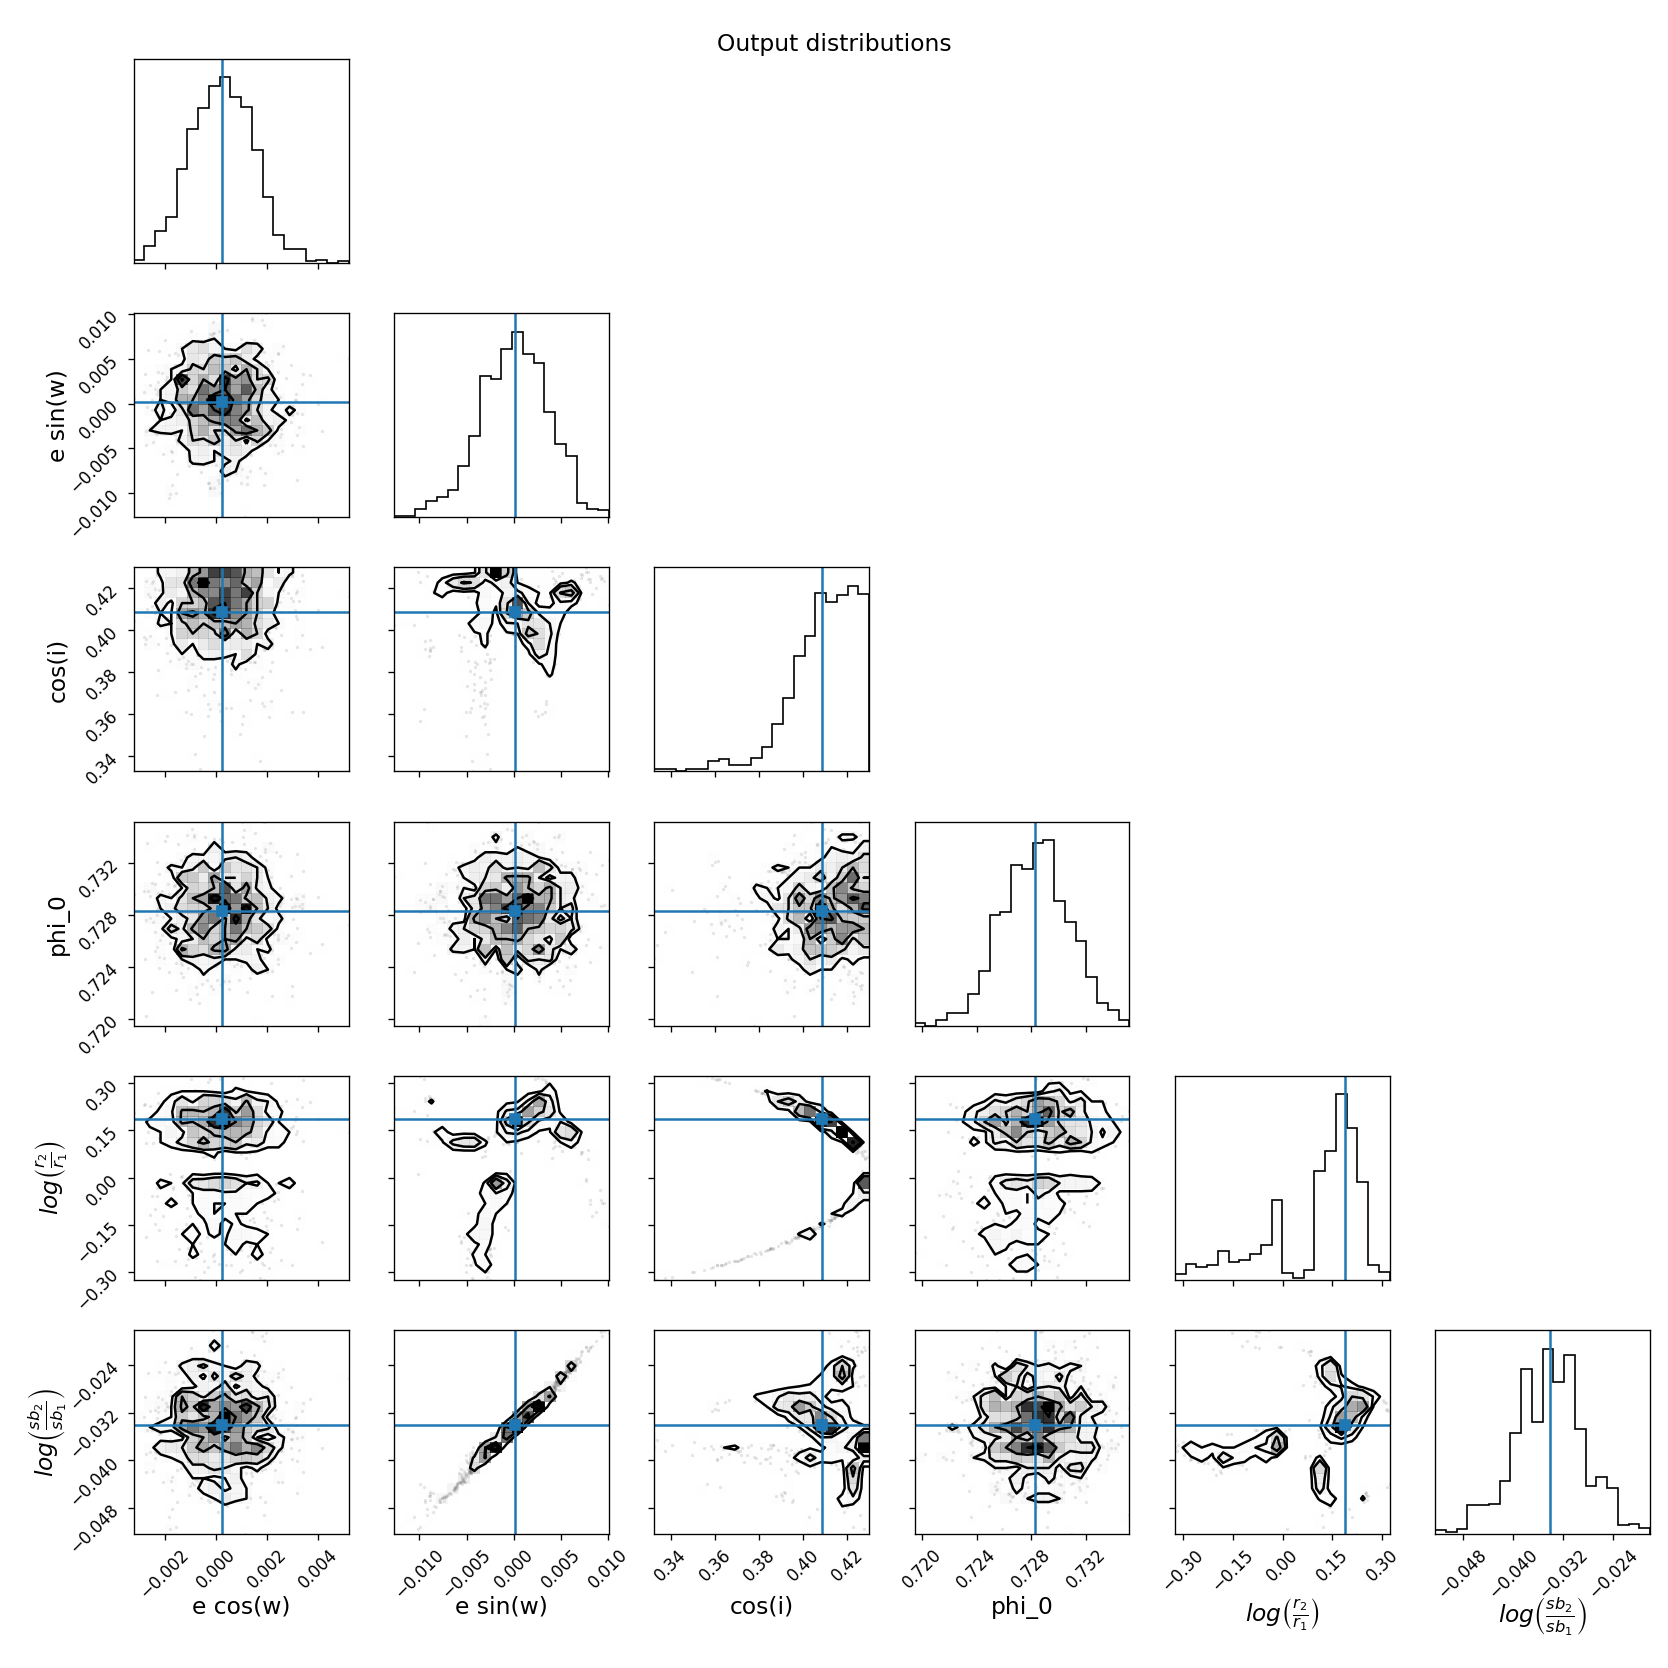 Output distributions
0.010
0.005
0.000
−0.005
−0.010
e sin(w)
0.42
0.40
0.38
0.36
0.34
cos(i)
0.732
0.728
0.724
0.720
phi_0
0.30
0.15
0.00
−0.15
−0.30
log(r2/r1)
−0.024
−0.032
−0.040
−0.048
log(sb2/sb1)
−0.002 0.000 0.002 0.004 −0.010 −0.005 0.000 0.005 0.010 0.34 0.36 0.38 0.40 0.42 0.720 0.724 0.728 0.732 −0.30 −0.15 0.00 0.15 0.30 −0.048 −0.040 −0.032 −0.024
e cos(w) e sin(w) cos(i) phi_0 log(r2/r1) log(sb2/sb1)